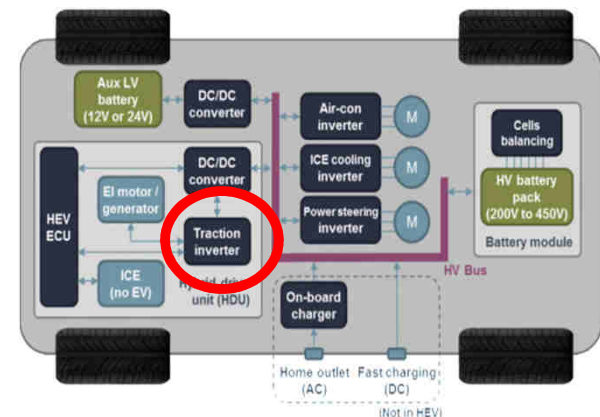 Aux LV
battery
(12V or 24V)
DC/DC
converter
Air-con
inverter
M
Cells
balancing
HEV
ECU
DC/DC
converter
ICE cooling
inverter
M
El motor /
generator
HV battery
pack
(200V to 450V)
Traction
inverter
Power steering
inverter
M
Battery module
ICE
(no EV)
Hybrid drive
unit (HDU)
HV Bus
On-board
charger
Home outlet
(AC)
Fast charging
(DC)
(Not in HEV)